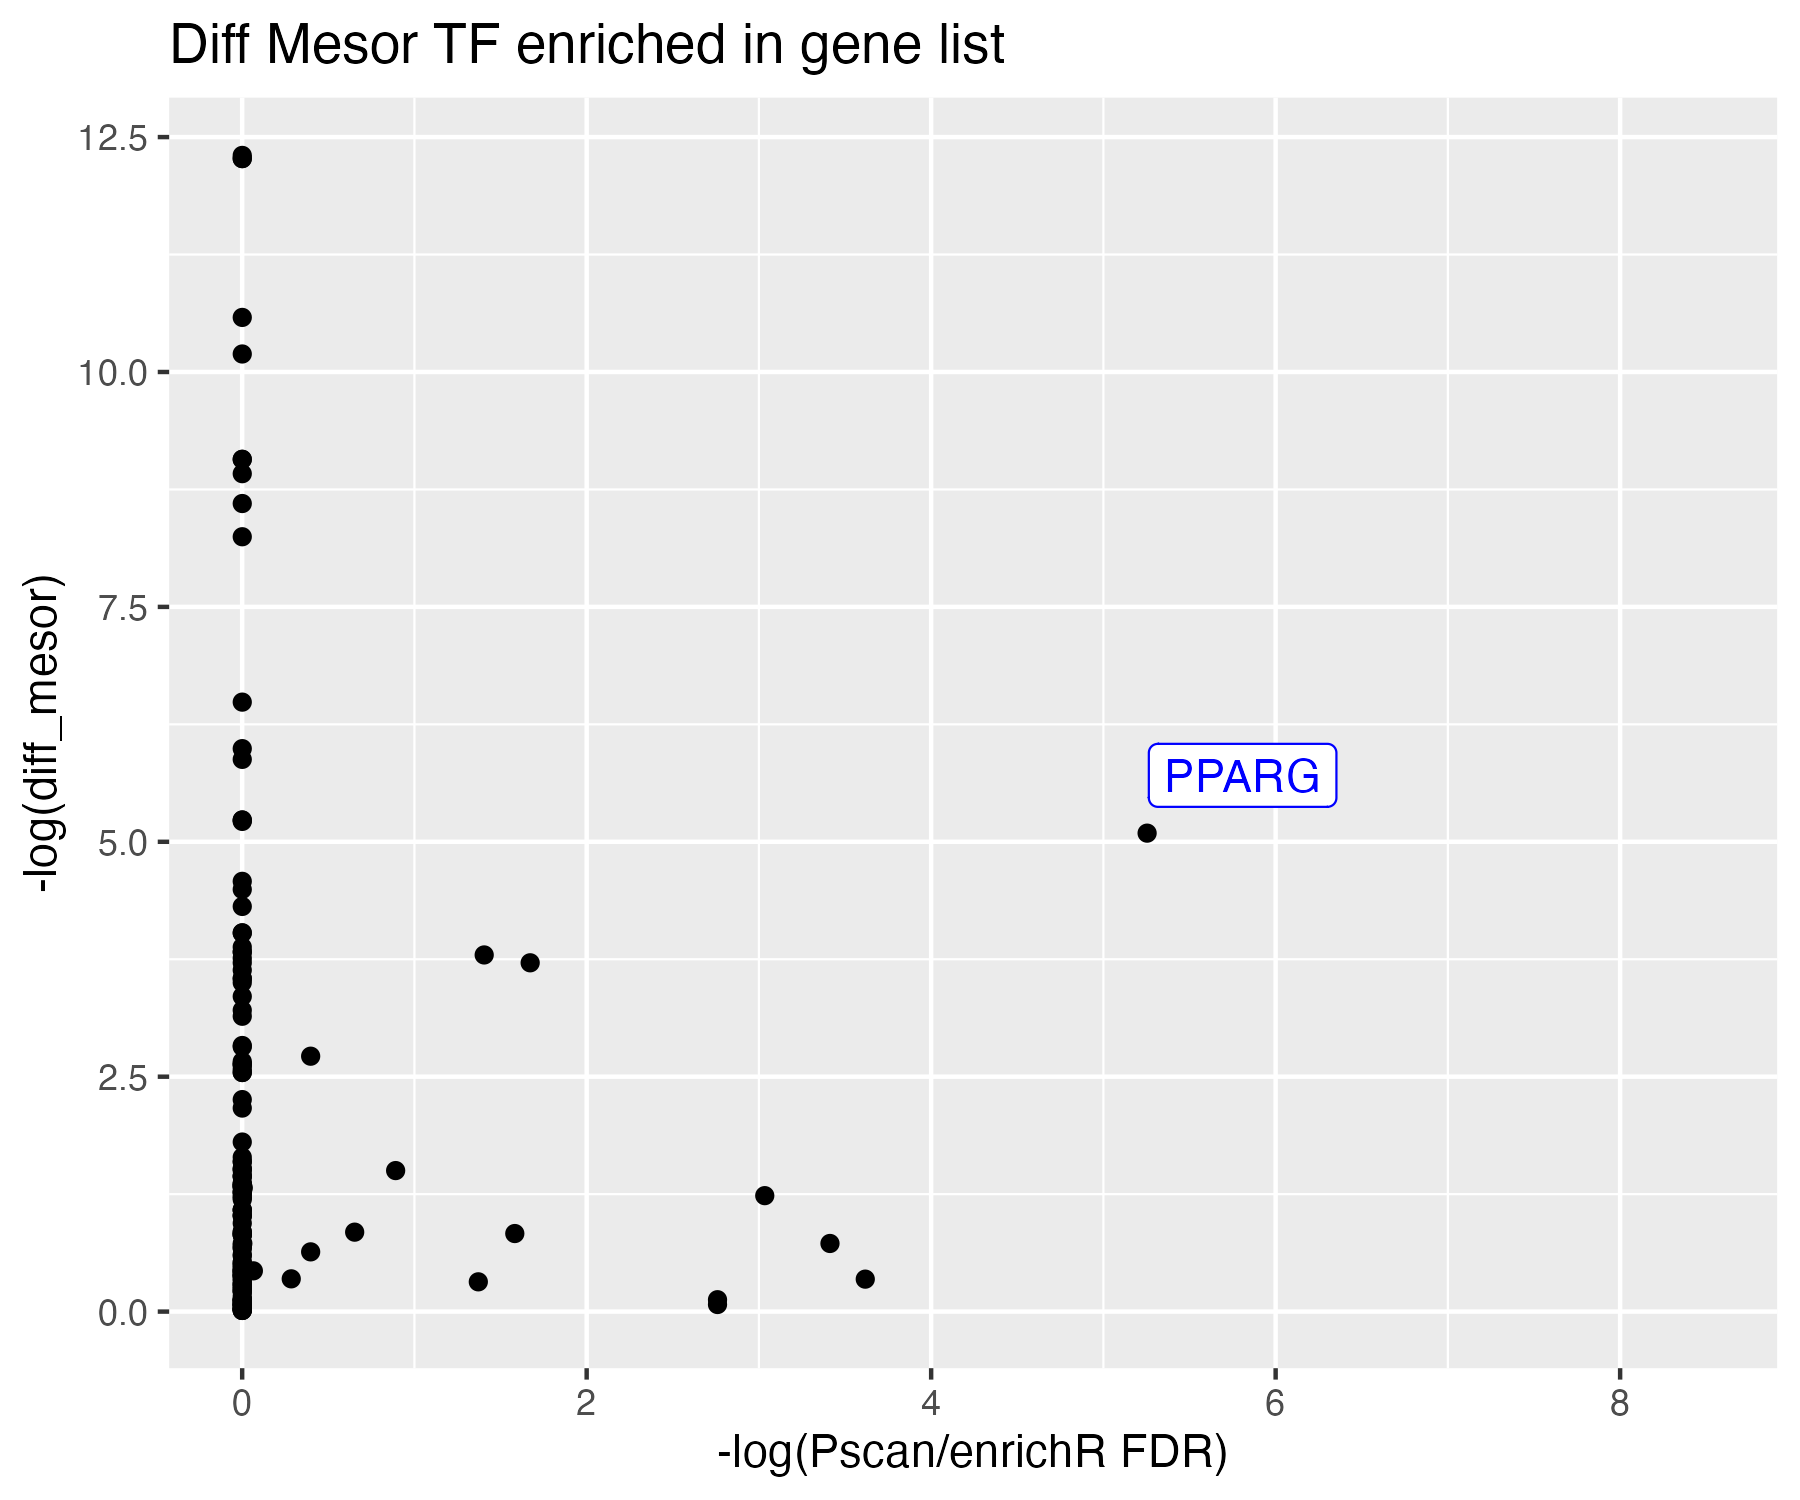 Diff Mesor TF enriched in gene list
12.5
10.0
7.5
5.0
2.5
0.0
-log(diff_mesor)
PPARG
0 2 4 6 8
-log(Pscan/enrichR FDR)